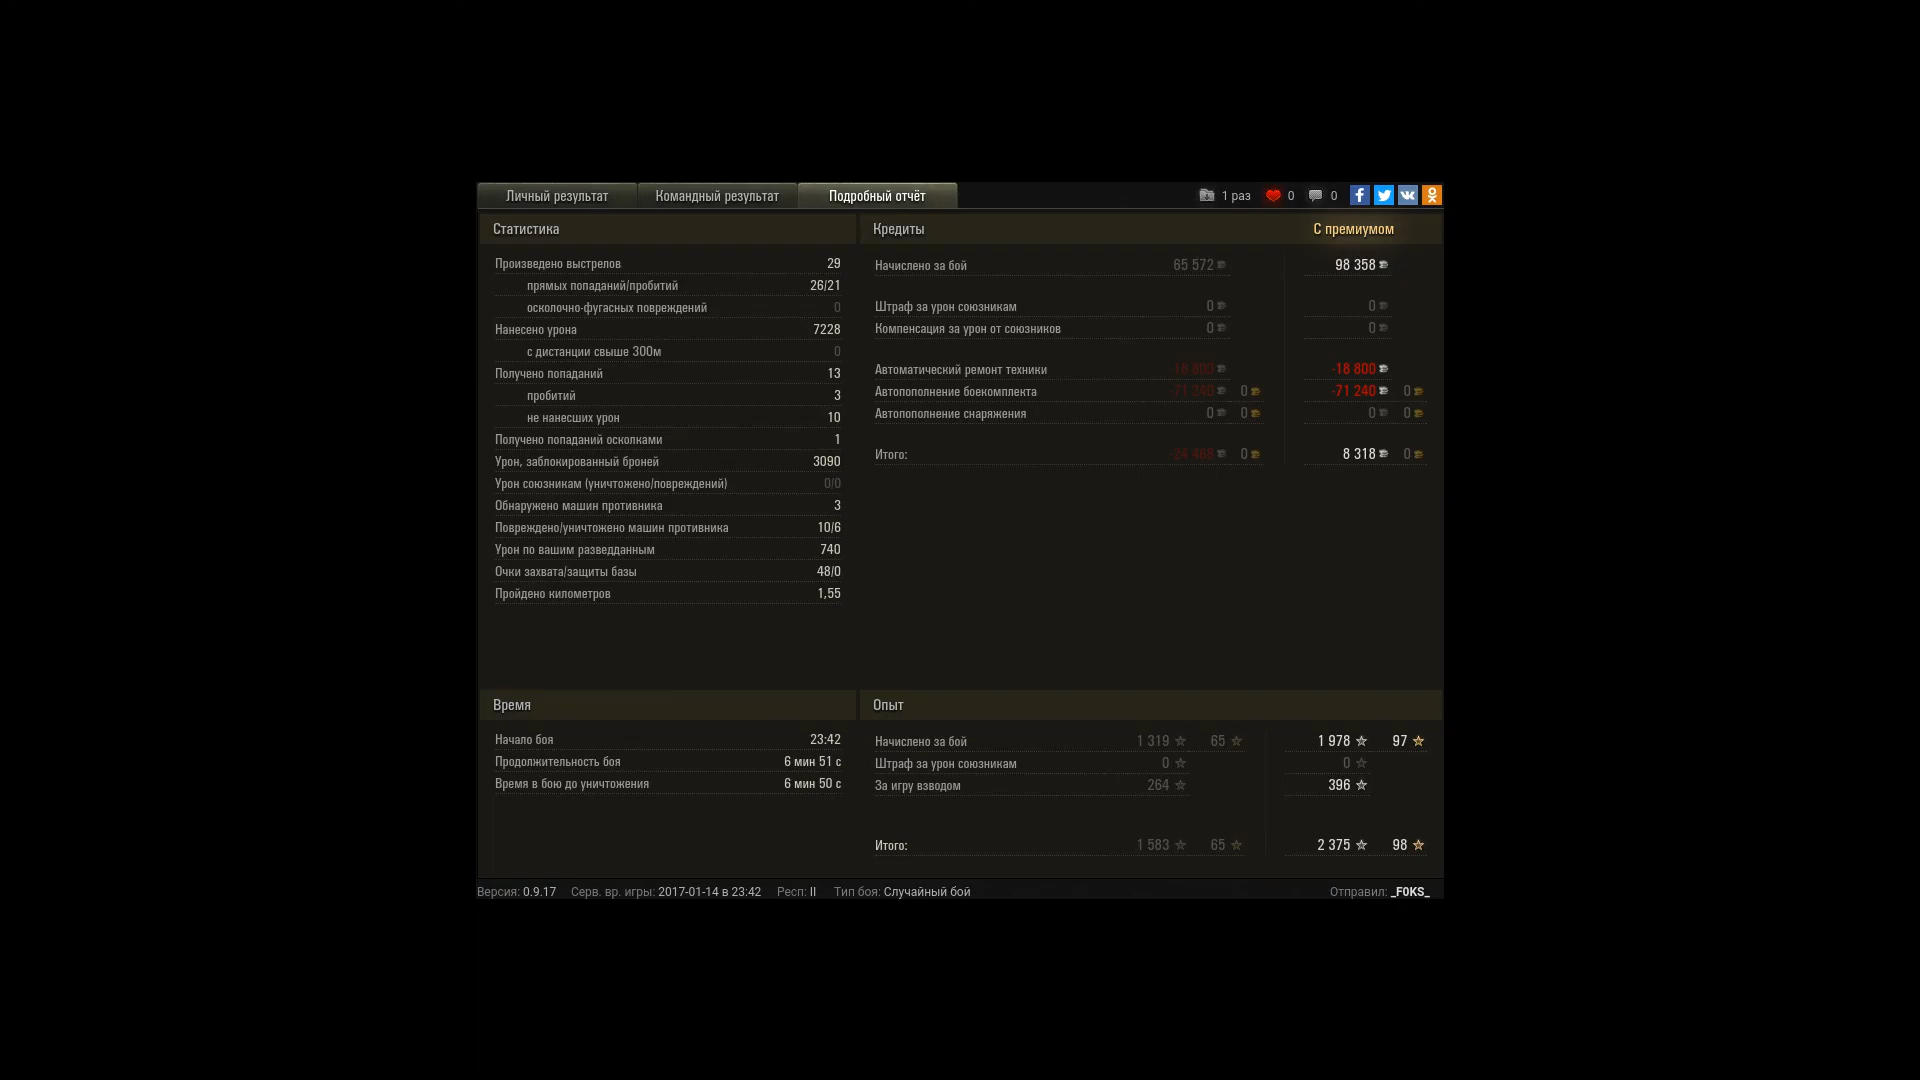 Личный результат Командный результат Подробный отчёт 1 раз 0 0
Статистика
Произведено выстрелов 29
прямых попаданий/пробитий 26/21
осколочно-фугасных повреждений 0
Нанесено урона 7228
с дистанции свыше 300м 0
Получено попаданий 13
пробитий 3
не нанесших урон 10
Получено попаданий осколками 1
Урон, заблокированный броней 3090
Урон союзникам (уничтожено/повреждений) 0/0
Обнаружено машин противника 3
Повреждено/уничтожено машин противника 10/6
Урон по вашим разведданным 740
Очки захвата/защиты базы 48/0
Пройдено километров 1,55
Кредиты С премиумом
Начислено за бой 65 572 98 358
Штраф за урон союзникам 0 0
Компенсация за урон от союзников 0 0
Автоматический ремонт техники -18 800 -18 800
Автопополнение боекомплекта -71 240 0 -71 240 0
Автопополнение снаряжения 0 0 0 0
Итого: -24 468 0 8 318 0
Время
Начало боя 23:42
Продолжительность боя 6 мин 51 с
Время в бою до уничтожения 6 мин 50 с
Опыт
Начислено за бой 1 319 65 1 978 97
Штраф за урон союзникам 0 0
За игру взводом 264 396
Итого: 1 583 65 2 375 98
Версия: 0.9.17 Серв. вр. игры: 2017-01-14 в 23:42 Респ: II Тип боя: Случайный бой Отправил: _F0KS_